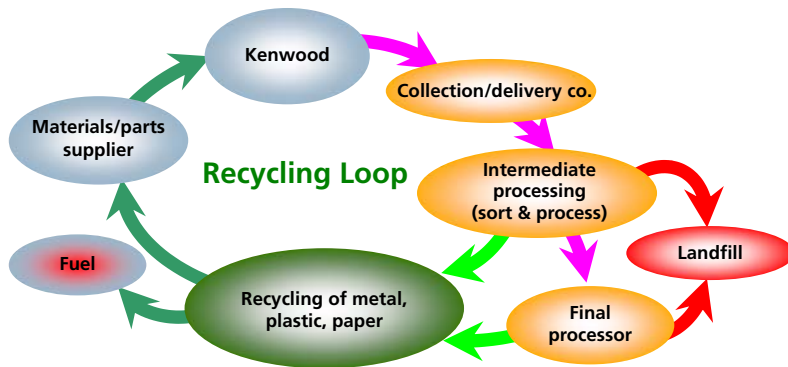 Kenwood
Collection/delivery co.
Materials/parts
supplier
Recycling Loop
Intermediate
processing
(sort & process)
Landfill
Fuel
Recycling of metal,
plastic, paper
Final
processor